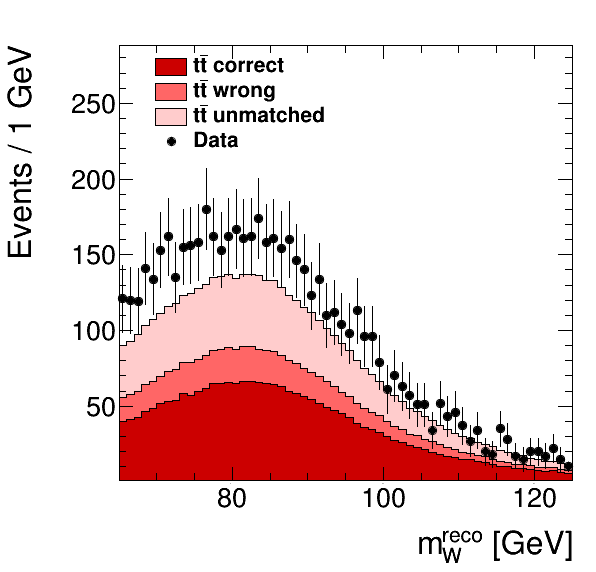 Events / 1 GeV
250
200
150
100
50
tt̄ correct
tt̄ wrong
tt̄ unmatched
Data
80 100 120
m_W^reco [GeV]